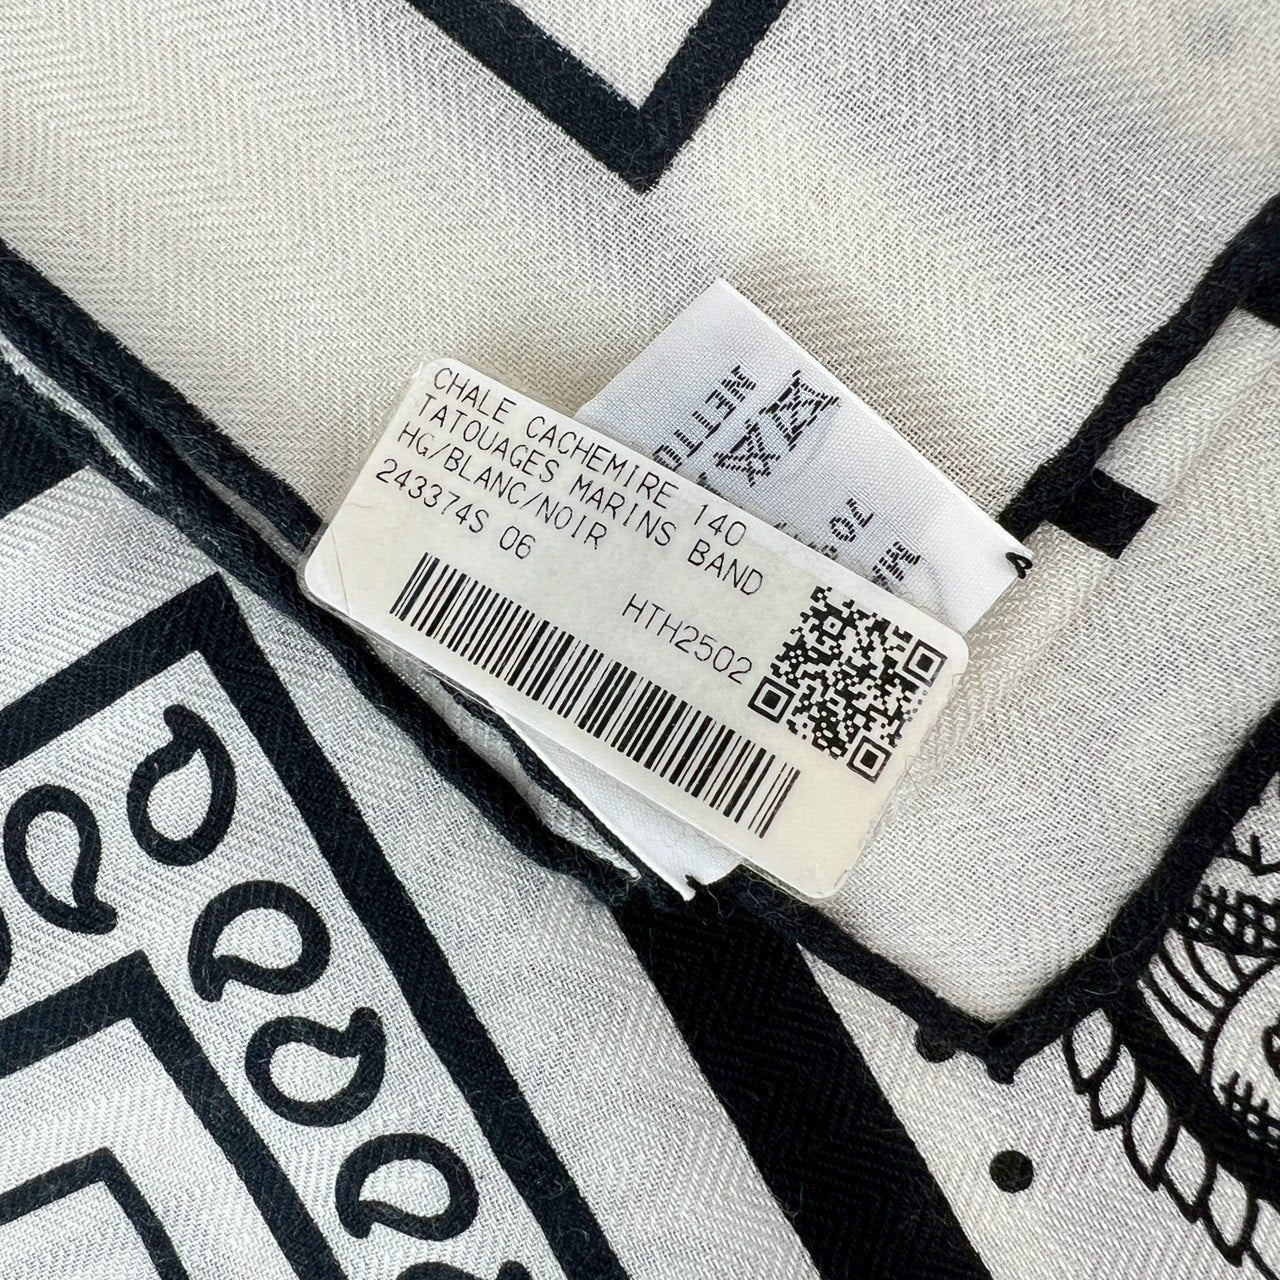 CHALE CACHEMIRE 140
TATOUAGES MARINS BAND
HG/BLANC/NOIR
243374S 06
HTH2502